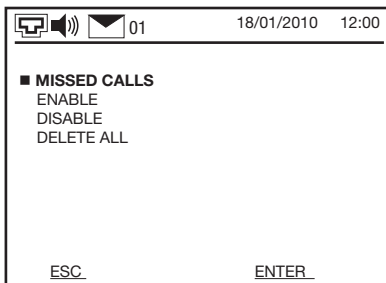 01 18/01/2010 12:00
■ MISSED CALLS
ENABLE
DISABLE
DELETE ALL
ESC ENTER